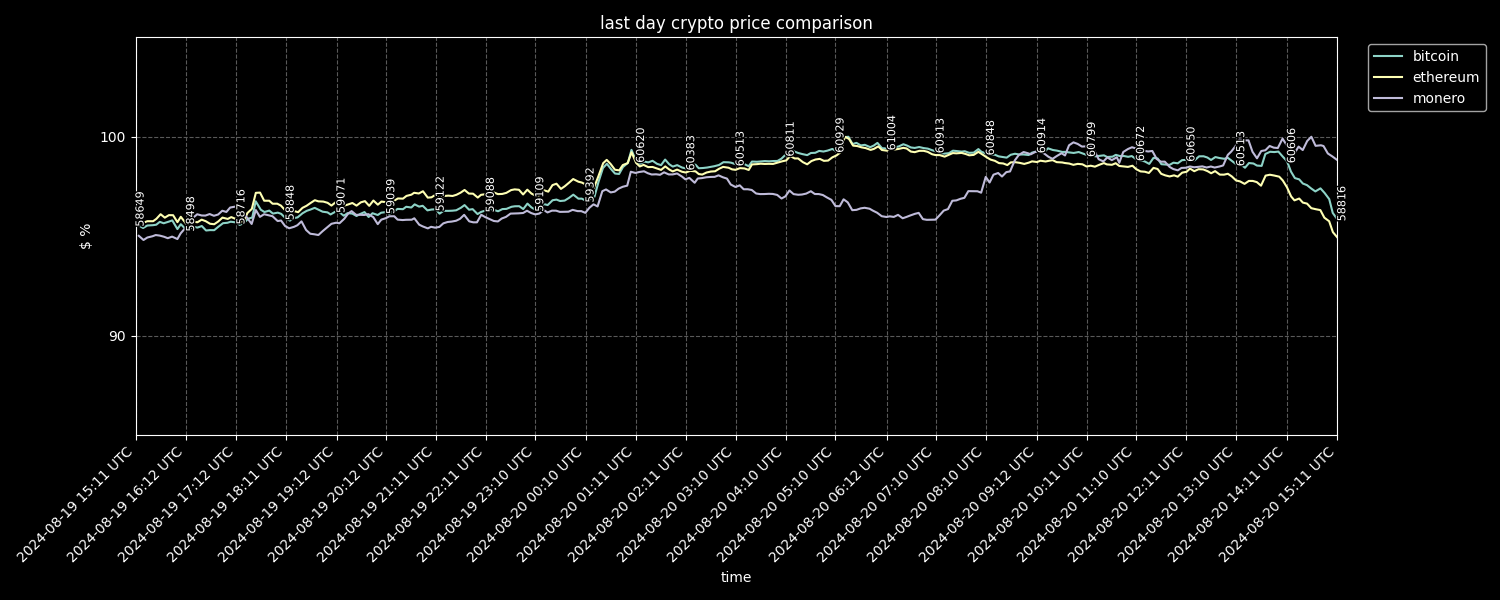 last day crypto price comparison
bitcoin
ethereum
monero
100
90
$ %
58649
58498
58716
58848
59071
59039
59122
59088
59109
59392
60620
60383
60513
60811
60929
61004
60913
60848
60914
60799
60672
60650
60513
60606
58816
2024-08-19 15:11 UTC
2024-08-19 16:12 UTC
2024-08-19 17:12 UTC
2024-08-19 18:11 UTC
2024-08-19 19:12 UTC
2024-08-19 20:12 UTC
2024-08-19 21:11 UTC
2024-08-19 22:11 UTC
2024-08-19 23:10 UTC
2024-08-20 00:10 UTC
2024-08-20 01:11 UTC
2024-08-20 02:11 UTC
2024-08-20 03:10 UTC
2024-08-20 04:10 UTC
2024-08-20 05:10 UTC
2024-08-20 06:12 UTC
2024-08-20 07:10 UTC
2024-08-20 08:10 UTC
2024-08-20 09:12 UTC
2024-08-20 10:11 UTC
2024-08-20 11:10 UTC
2024-08-20 12:11 UTC
2024-08-20 13:10 UTC
2024-08-20 14:11 UTC
2024-08-20 15:11 UTC
time